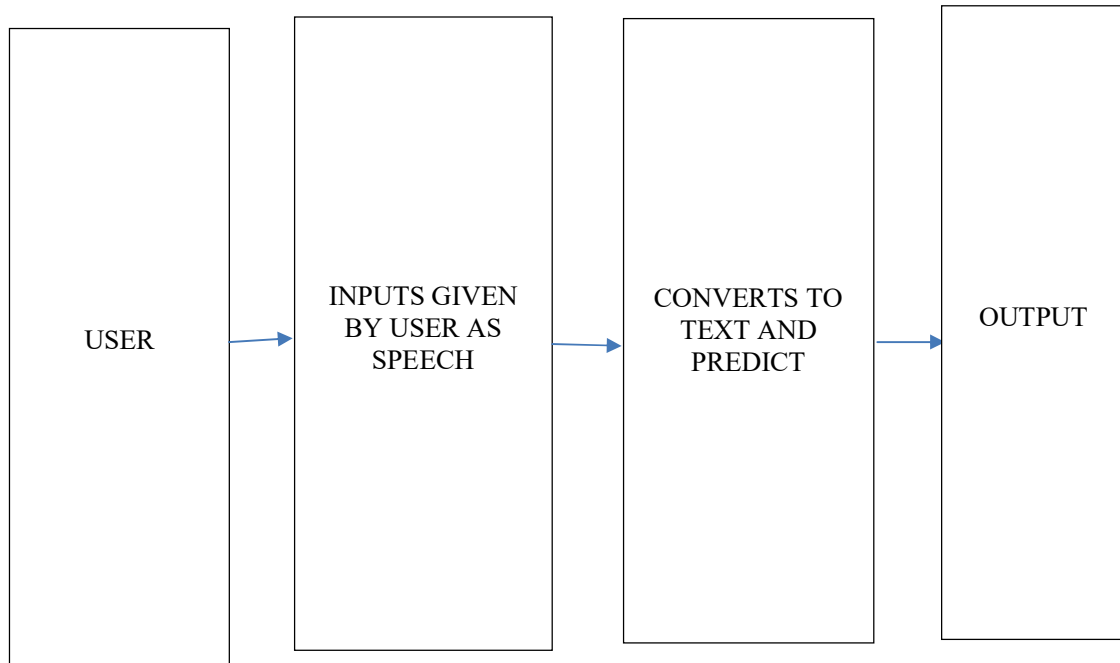 USER
INPUTS GIVEN
BY USER AS
SPEECH
CONVERTS TO
TEXT AND
PREDICT
OUTPUT